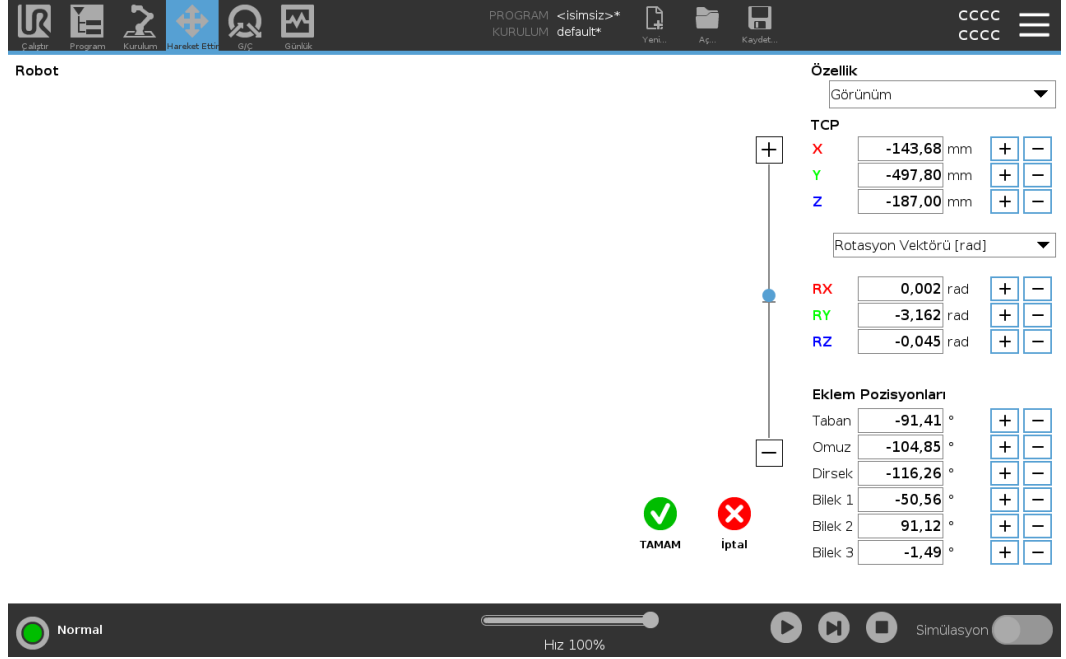 PROGRAM <isimsiz>*
KURULUM default*
CCCC
CCCC
Çalıştır Program Kurulum Hareket Ettir G/Ç Günlük Yeni... Aç... Kaydet...
Robot
Özellik
Görünüm
TCP
X -143,68 mm + −
Y -497,80 mm + −
Z -187,00 mm + −
Rotasyon Vektörü [rad]
RX 0,002 rad + −
RY -3,162 rad + −
RZ -0,045 rad + −
Eklem Pozisyonları
Taban -91,41 ° + −
Omuz -104,85 ° + −
Dirsek -116,26 ° + −
Bilek 1 -50,56 ° + −
Bilek 2 91,12 ° + −
Bilek 3 -1,49 ° + −
TAMAM İptal
Normal
Hız 100%
Simülasyon